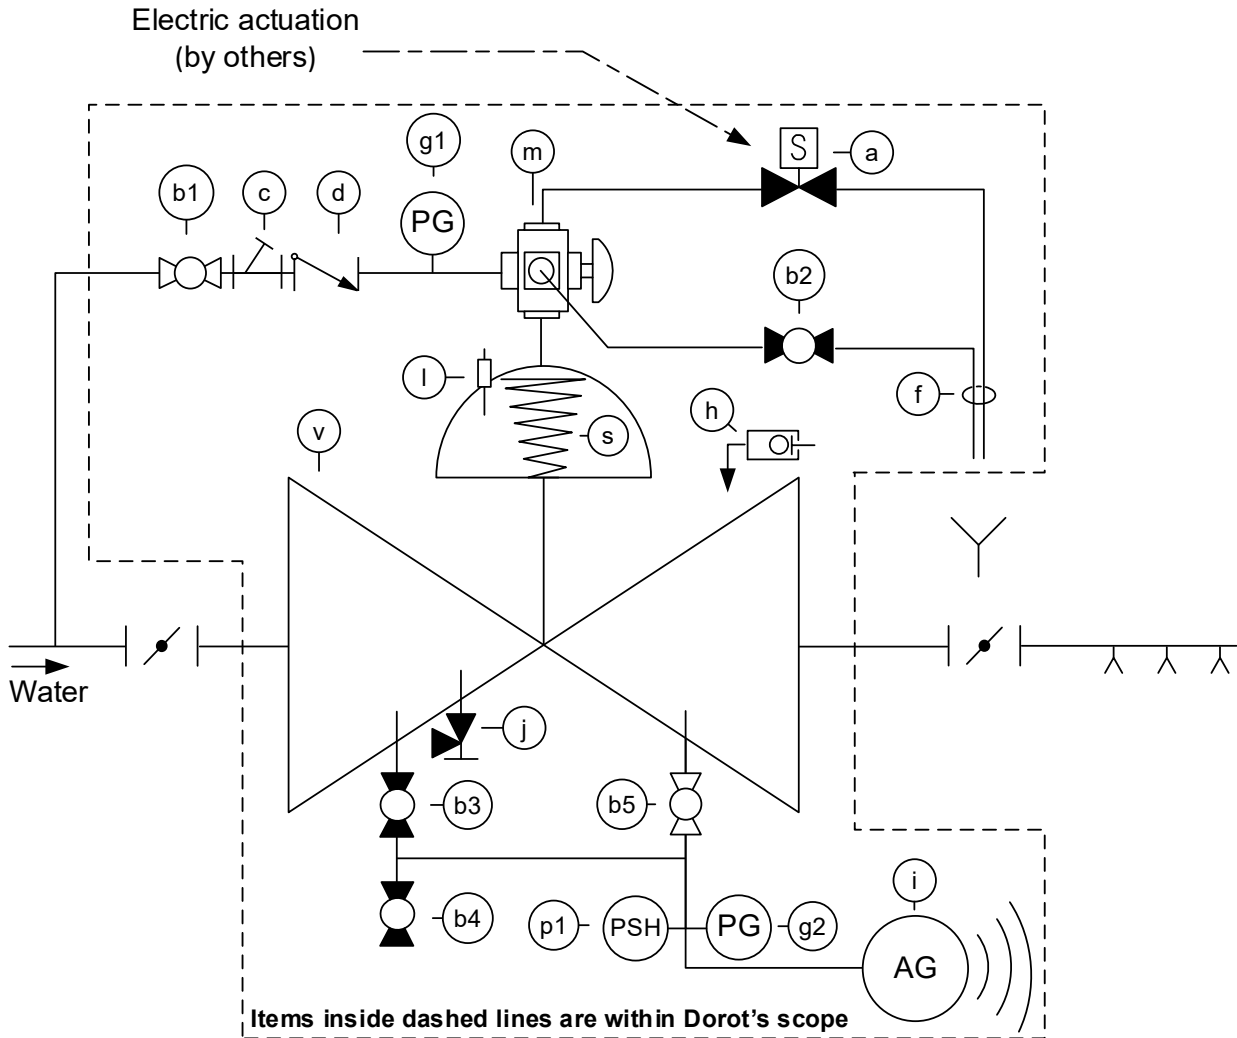 Electric actuation
(by others)
g1
m
S
a
b1
c
d
PG
b2
l
f
h
v
s
Water
j
b3
b5
i
b4
p1
PSH
PG
g2
AG
Items inside dashed lines are within Dorot's scope